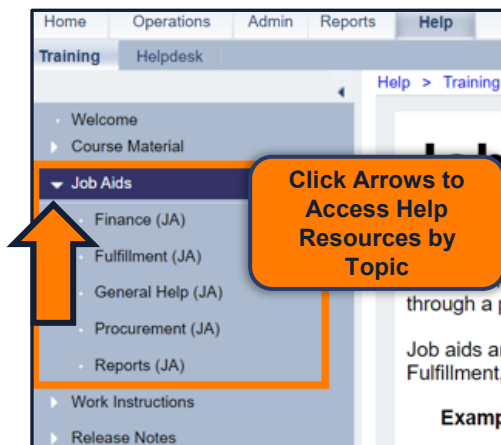 Home Operations Admin Reports Help
Training Helpdesk
Help > Training
Welcome
Course Material
Job Aids
Finance (JA)
Fulfillment (JA)
General Help (JA)
Procurement (JA)
Reports (JA)
Work Instructions
Release Notes
Click Arrows to
Access Help
Resources by
Topic
through a
Job aids
Fulfillment,